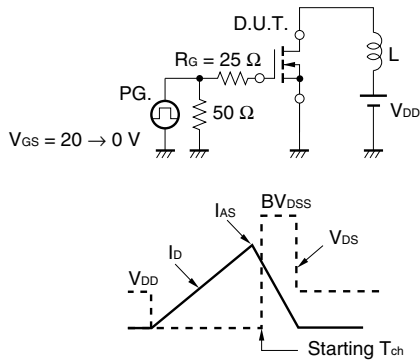 D.U.T.
RG = 25 Ω
L
PG.
50 Ω
VDD
VGS = 20 → 0 V
BVDSS
IAS
VDS
ID
VDD
Starting Tch